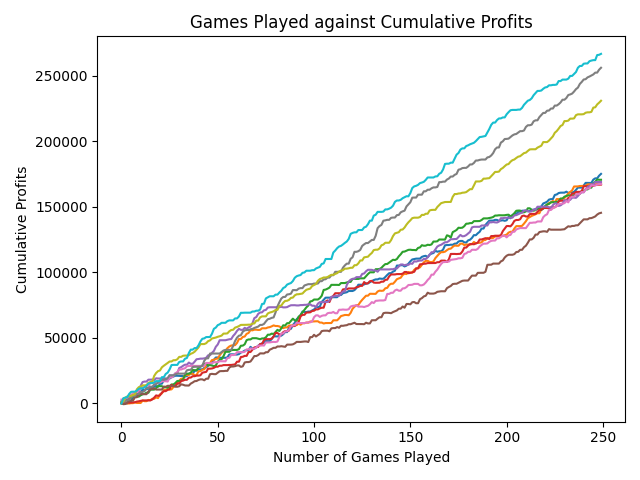 Games Played against Cumulative Profits
250000
200000
150000
100000
50000
0
Cumulative Profits
0 50 100 150 200 250
Number of Games Played